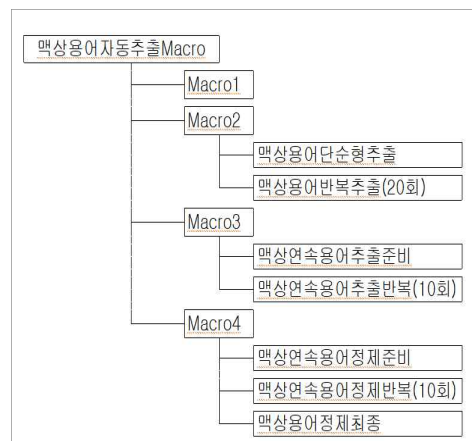 맥상용어자동추출Macro
Macro1
Macro2
맥상용어단순형추출
맥상용어반복추출(20회)
Macro3
맥상연속용어추출준비
맥상연속용어추출반복(10회)
Macro4
맥상연속용어정제준비
맥상연속용어정제반복(10회)
맥상용어정제최종